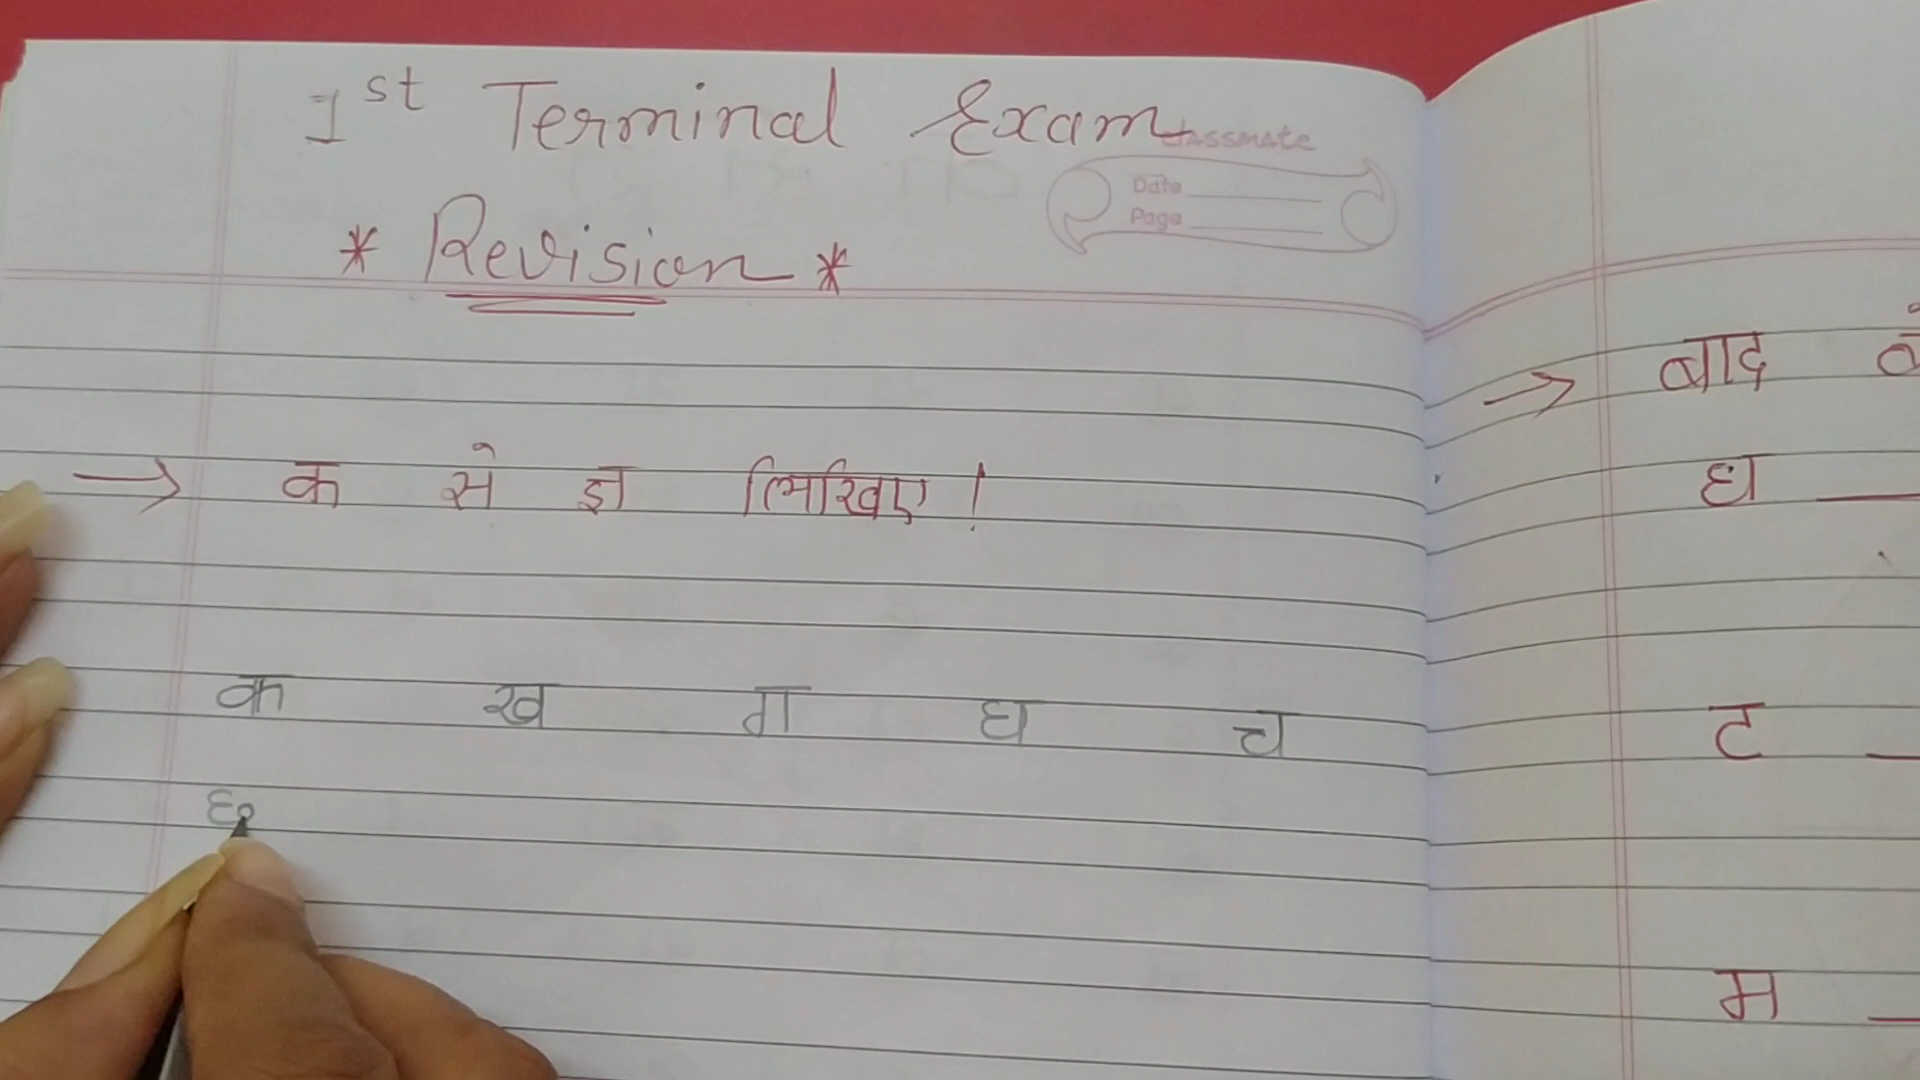 1st Terminal Exam
classmate
Date
Page
* Revision *
→ क से ज्ञ लिखिए !
क ख ग घ च
→ बाद
घ
ट
म